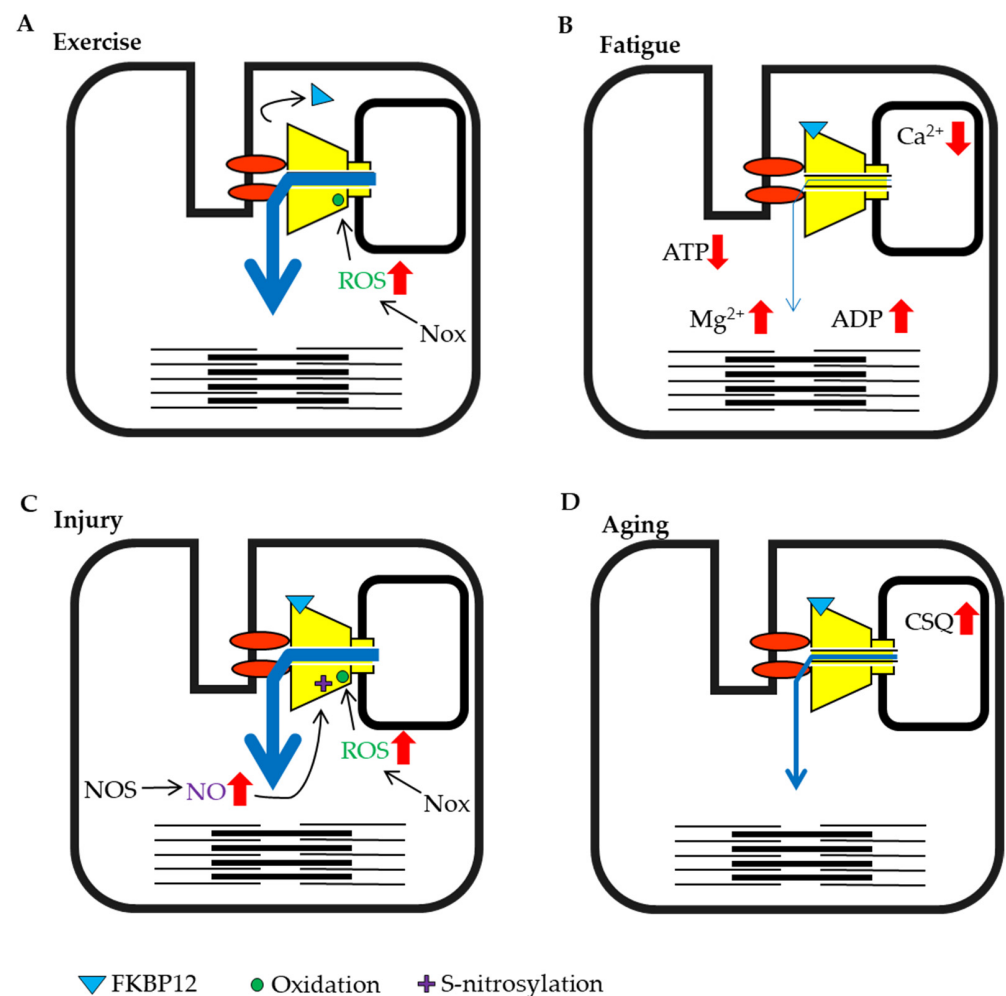 A
Exercise
ROS
Nox
B
Fatigue
Ca²⁺
ATP
Mg²⁺ ADP
C
Injury
ROS
NOS NO
Nox
D
Aging
CSQ
FKBP12 Oxidation S-nitrosylation